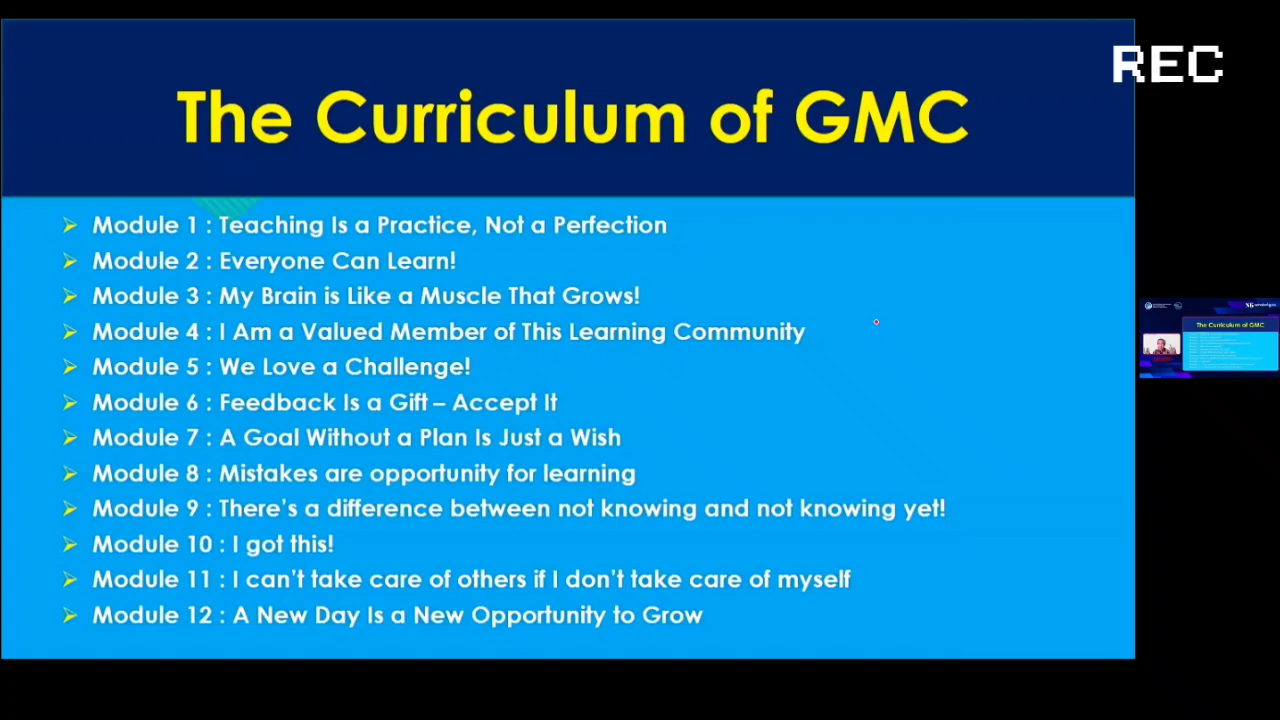 The Curriculum of GMC
REC
Module 1 : Teaching Is a Practice, Not a Perfection
Module 2 : Everyone Can Learn!
Module 3 : My Brain is Like a Muscle That Grows!
Module 4 : I Am a Valued Member of This Learning Community
Module 5 : We Love a Challenge!
Module 6 : Feedback Is a Gift – Accept It
Module 7 : A Goal Without a Plan Is Just a Wish
Module 8 : Mistakes are opportunity for learning
Module 9 : There's a difference between not knowing and not knowing yet!
Module 10 : I got this!
Module 11 : I can't take care of others if I don't take care of myself
Module 12 : A New Day Is a New Opportunity to Grow
The Curriculum of GMC